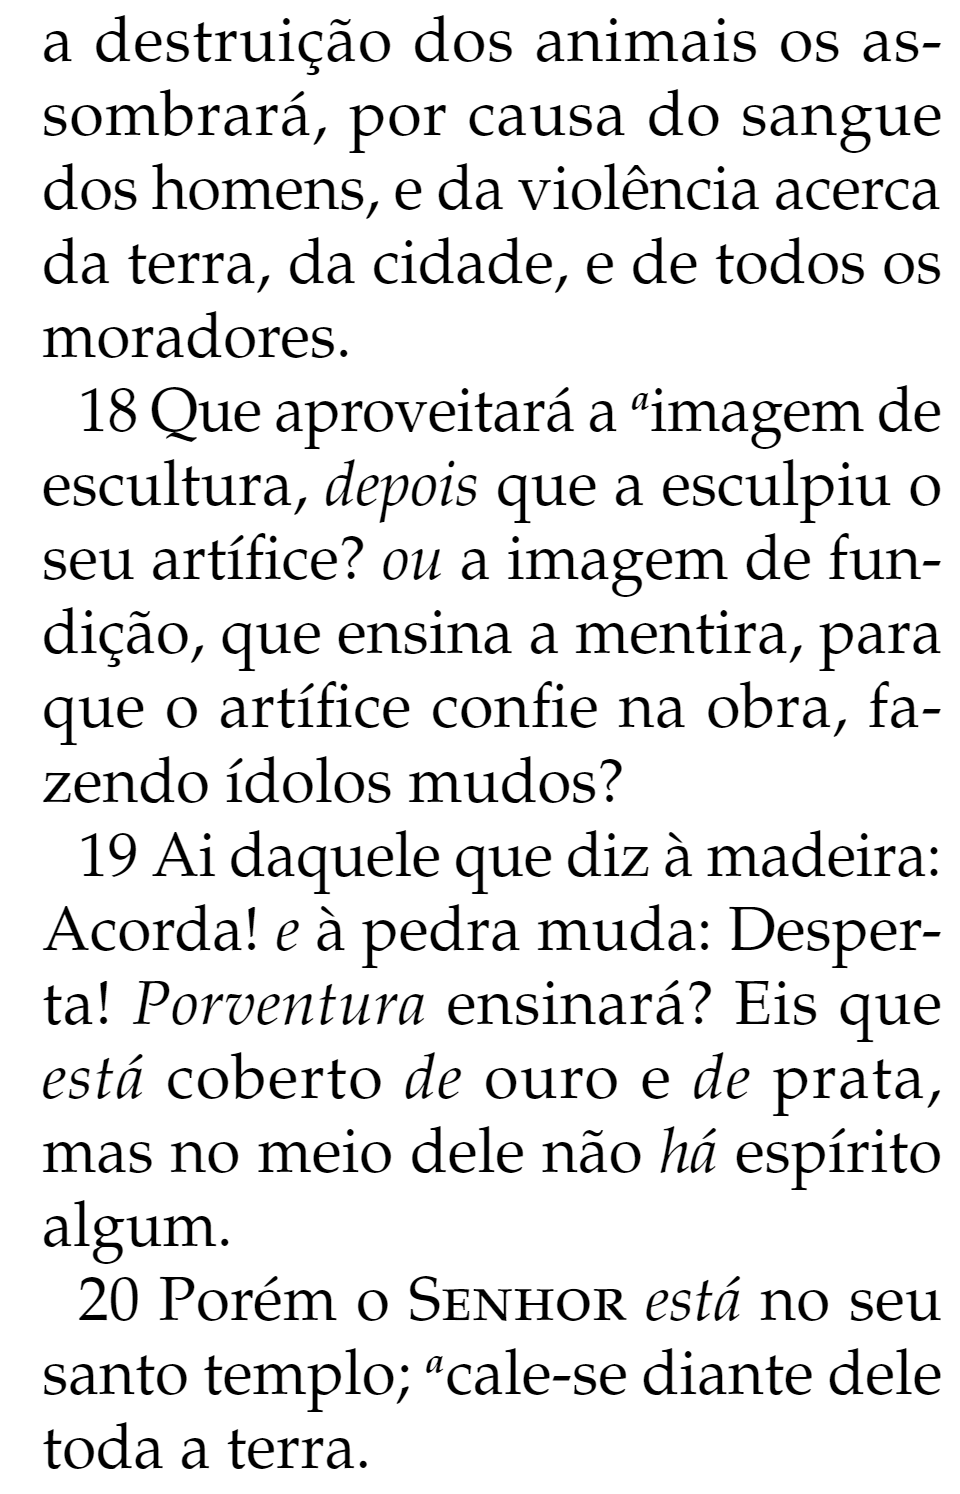 a destruição dos animais os as-
sombrará, por causa do sangue
dos homens, e da violência acerca
da terra, da cidade, e de todos os
moradores.
18 Que aproveitará a ᵃimagem de
escultura, depois que a esculpiu o
seu artífice? ou a imagem de fun-
dição, que ensina a mentira, para
que o artífice confie na obra, fa-
zendo ídolos mudos?
19 Ai daquele que diz à madeira:
Acorda! e à pedra muda: Desper-
ta! Porventura ensinará? Eis que
está coberto de ouro e de prata,
mas no meio dele não há espírito
algum.
20 Porém o SENHOR está no seu
santo templo; ᵃcale-se diante dele
toda a terra.